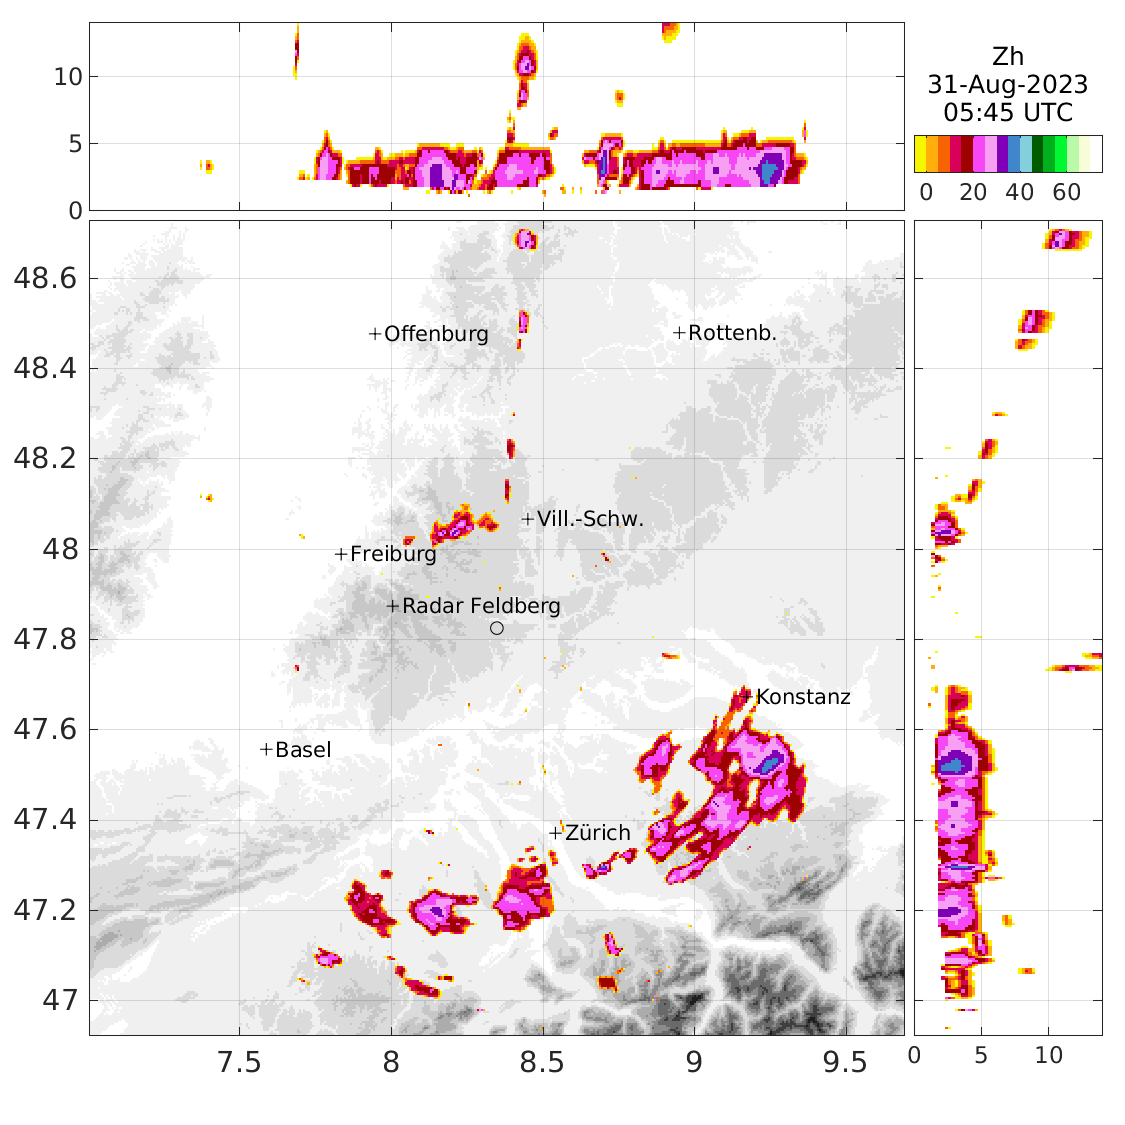 10
5
0
Zh
31-Aug-2023
05:45 UTC
0 20 40 60
48.6
48.4
48.2
48
47.8
47.6
47.4
47.2
47
Offenburg
Rottenb.
Vill.-Schw.
Freiburg
Radar Feldberg
Konstanz
Basel
Zürich
7.5 8 8.5 9 9.5
0 5 10